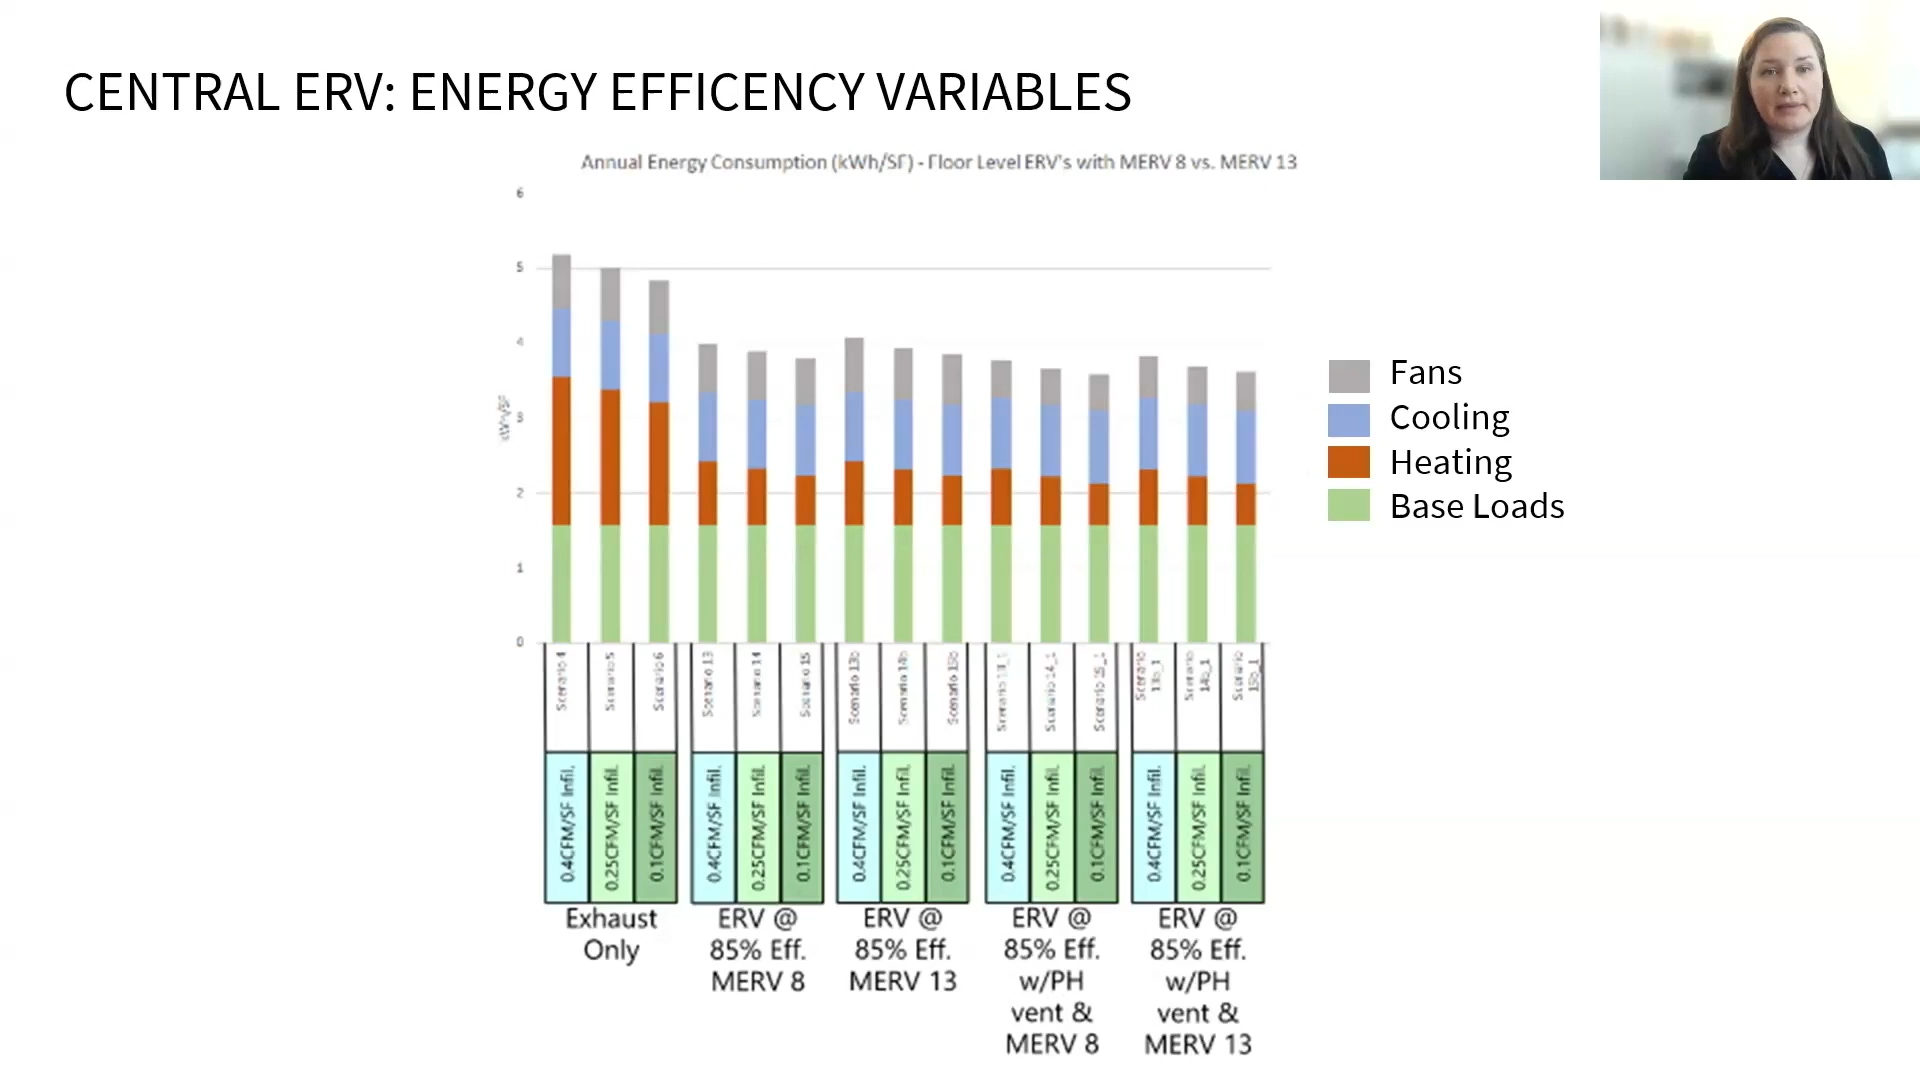 CENTRAL ERV: ENERGY EFFICENCY VARIABLES
Annual Energy Consumption (kWh/SF) - Floor Level ERV's with MERV 8 vs. MERV 13
6
5
4
3
2
1
0
kWh/SF
Fans
Cooling
Heating
Base Loads
Scenario 4
Scenario 5
Scenario 6
Scenario 13
Scenario 14
Scenario 15
Scenario 13b
Scenario 14b
Scenario 15b
Scenario 13_1
Scenario 14_1
Scenario 15_1
Scenario
13b_1
Scenario
14b_1
Scenario
15b_1
0.4CFM/SF Infil.
0.25CFM/SF Infil.
0.1CFM/SF Infil.
0.4CFM/SF Infil.
0.25CFM/SF Infil.
0.1CFM/SF Infil.
0.4CFM/SF Infil.
0.25CFM/SF Infil.
0.1CFM/SF Infil.
0.4CFM/SF Infil.
0.25CFM/SF Infil.
0.1CFM/SF Infil.
0.4CFM/SF Infil.
0.25CFM/SF Infil.
0.1CFM/SF Infil.
Exhaust
Only
ERV @
85% Eff.
MERV 8
ERV @
85% Eff.
MERV 13
ERV @
85% Eff.
w/PH
vent &
MERV 8
ERV @
85% Eff.
w/PH
vent &
MERV 13